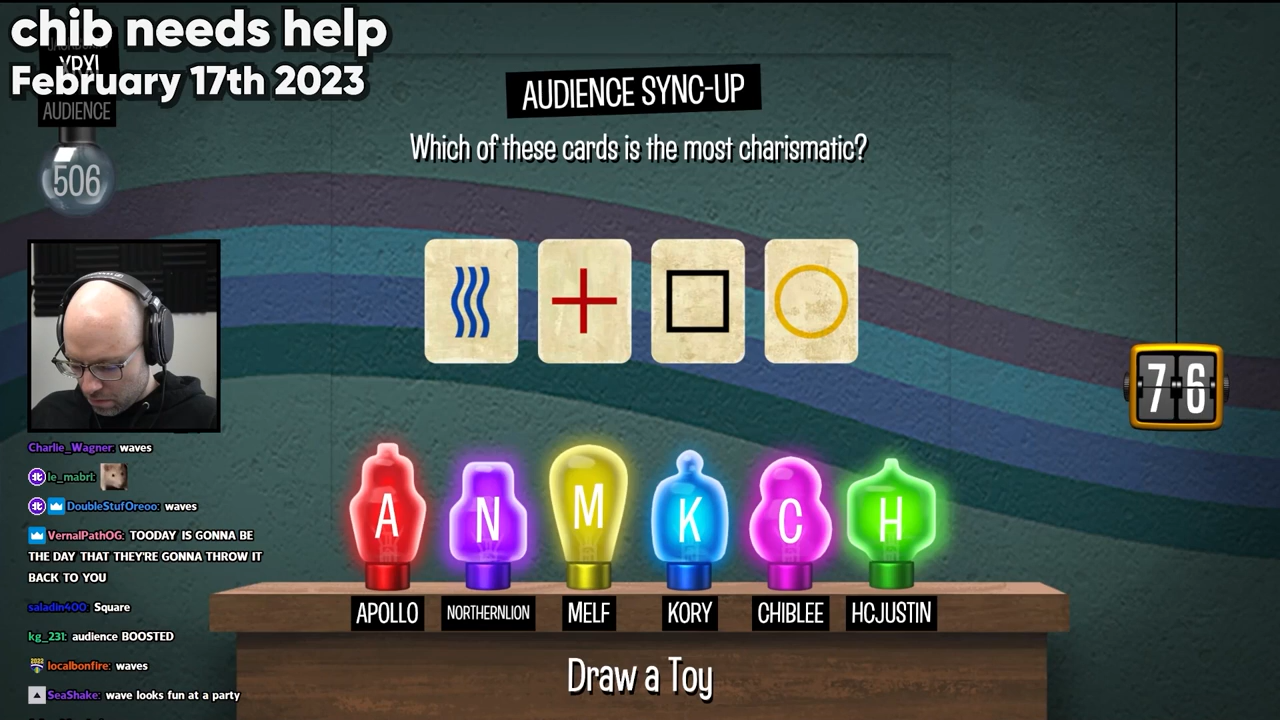 chib needs help
February 17th 2023
XRXL
AUDIENCE
506
AUDIENCE SYNC-UP
Which of these cards is the most charismatic?
76
Charlie_Wagner: waves
le_mabri:
DoubleStufOreoo: waves
VernalPathOG: TOODAY IS GONNA BE
THE DAY THAT THEY'RE GONNA THROW IT
BACK TO YOU
saladin400: Square
kg_231: audience BOOSTED
localbonfire: waves
SeaShake: wave looks fun at a party
A N M K C H
APOLLO NORTHERNLION MELF KORY CHIBLEE HCJUSTIN
Draw a Toy